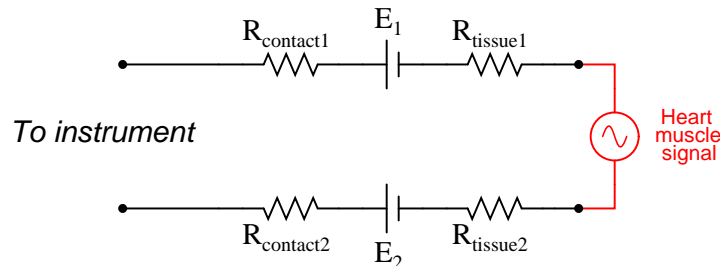 E1
Rcontact1
Rtissue1
To instrument
Heart
muscle
signal
Rcontact2
Rtissue2
E2